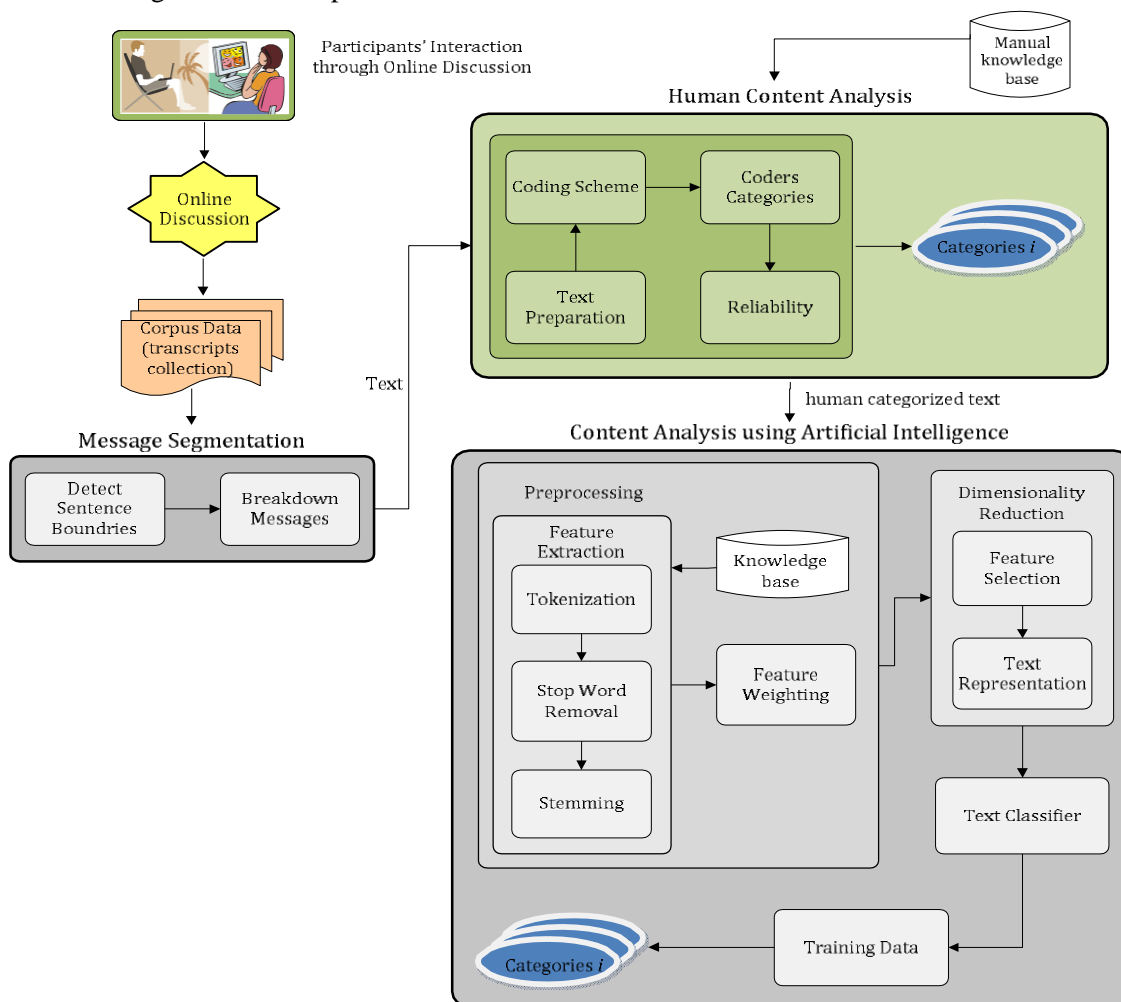 Participants' Interaction
through Online Discussion
Manual
knowledge
base
Human Content Analysis
Online
Discussion
Coding Scheme
Coders
Categories
Categories i
Text
Preparation
Reliability
Corpus Data
(transcripts
collection)
Text
human categorized text
Message Segmentation
Detect
Sentence
Boundries
Breakdown
Messages
Content Analysis using Artificial Intelligence
Preprocessing
Feature
Extraction
Tokenization
Stop Word
Removal
Stemming
Knowledge
base
Feature
Weighting
Dimensionality
Reduction
Feature
Selection
Text
Representation
Text Classifier
Training Data
Categories i